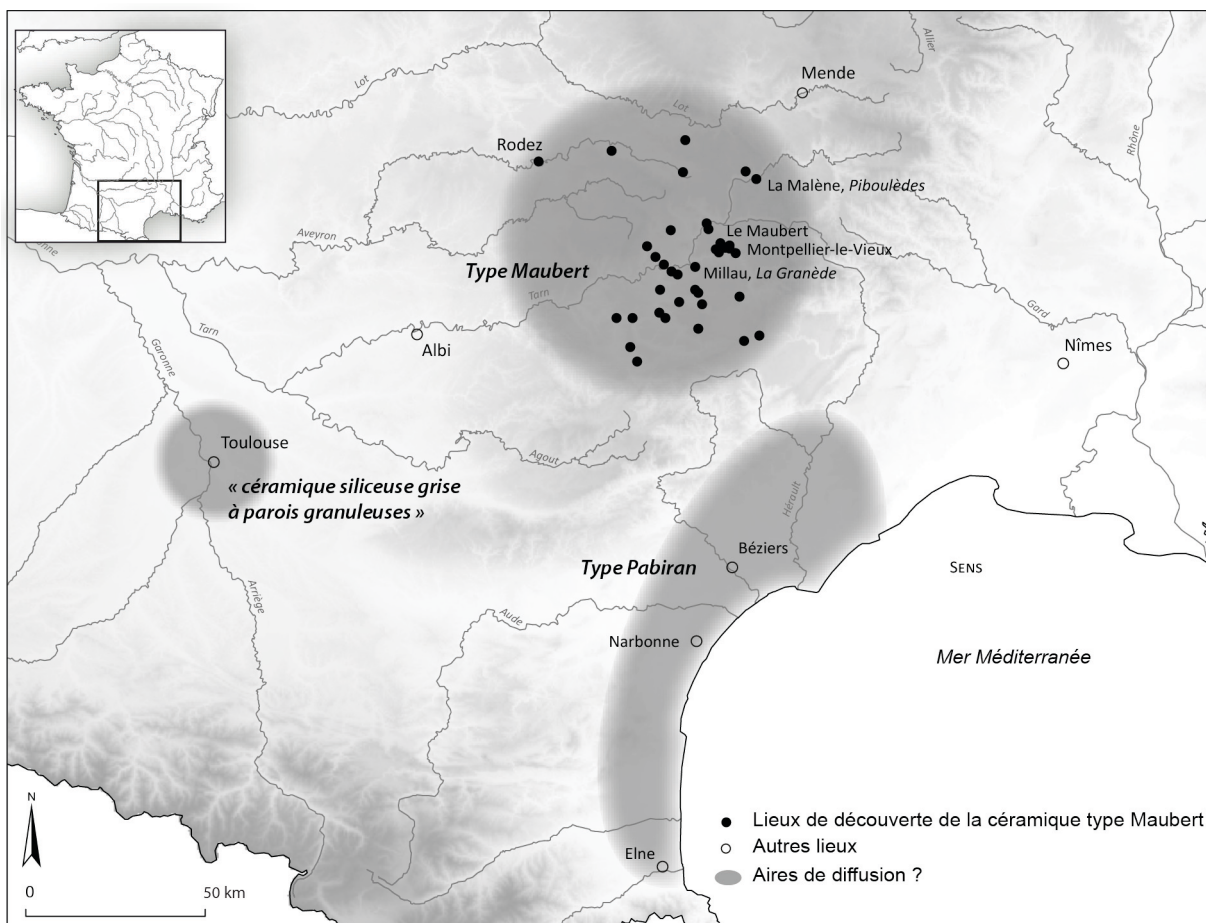 Allier
Mende
Lot
Lot
Rhône
Rodez
La Malène, Piboulèdes
Le Maubert
Aveyron
Montpellier-le-Vieux
Type Maubert
Millau, La Granède
Tarn
Gard
Tarn
Albi
Garonne
Nîmes
Toulouse
Agout
« céramique siliceuse grise
à parois granuleuses »
Hérault
Béziers
Type Pabiran
SENS
Arriège
Aude
Narbonne
Mer Méditerranée
N
Lieux de découverte de la céramique type Maubert
Autres lieux
Elne
Aires de diffusion ?
0
50 km